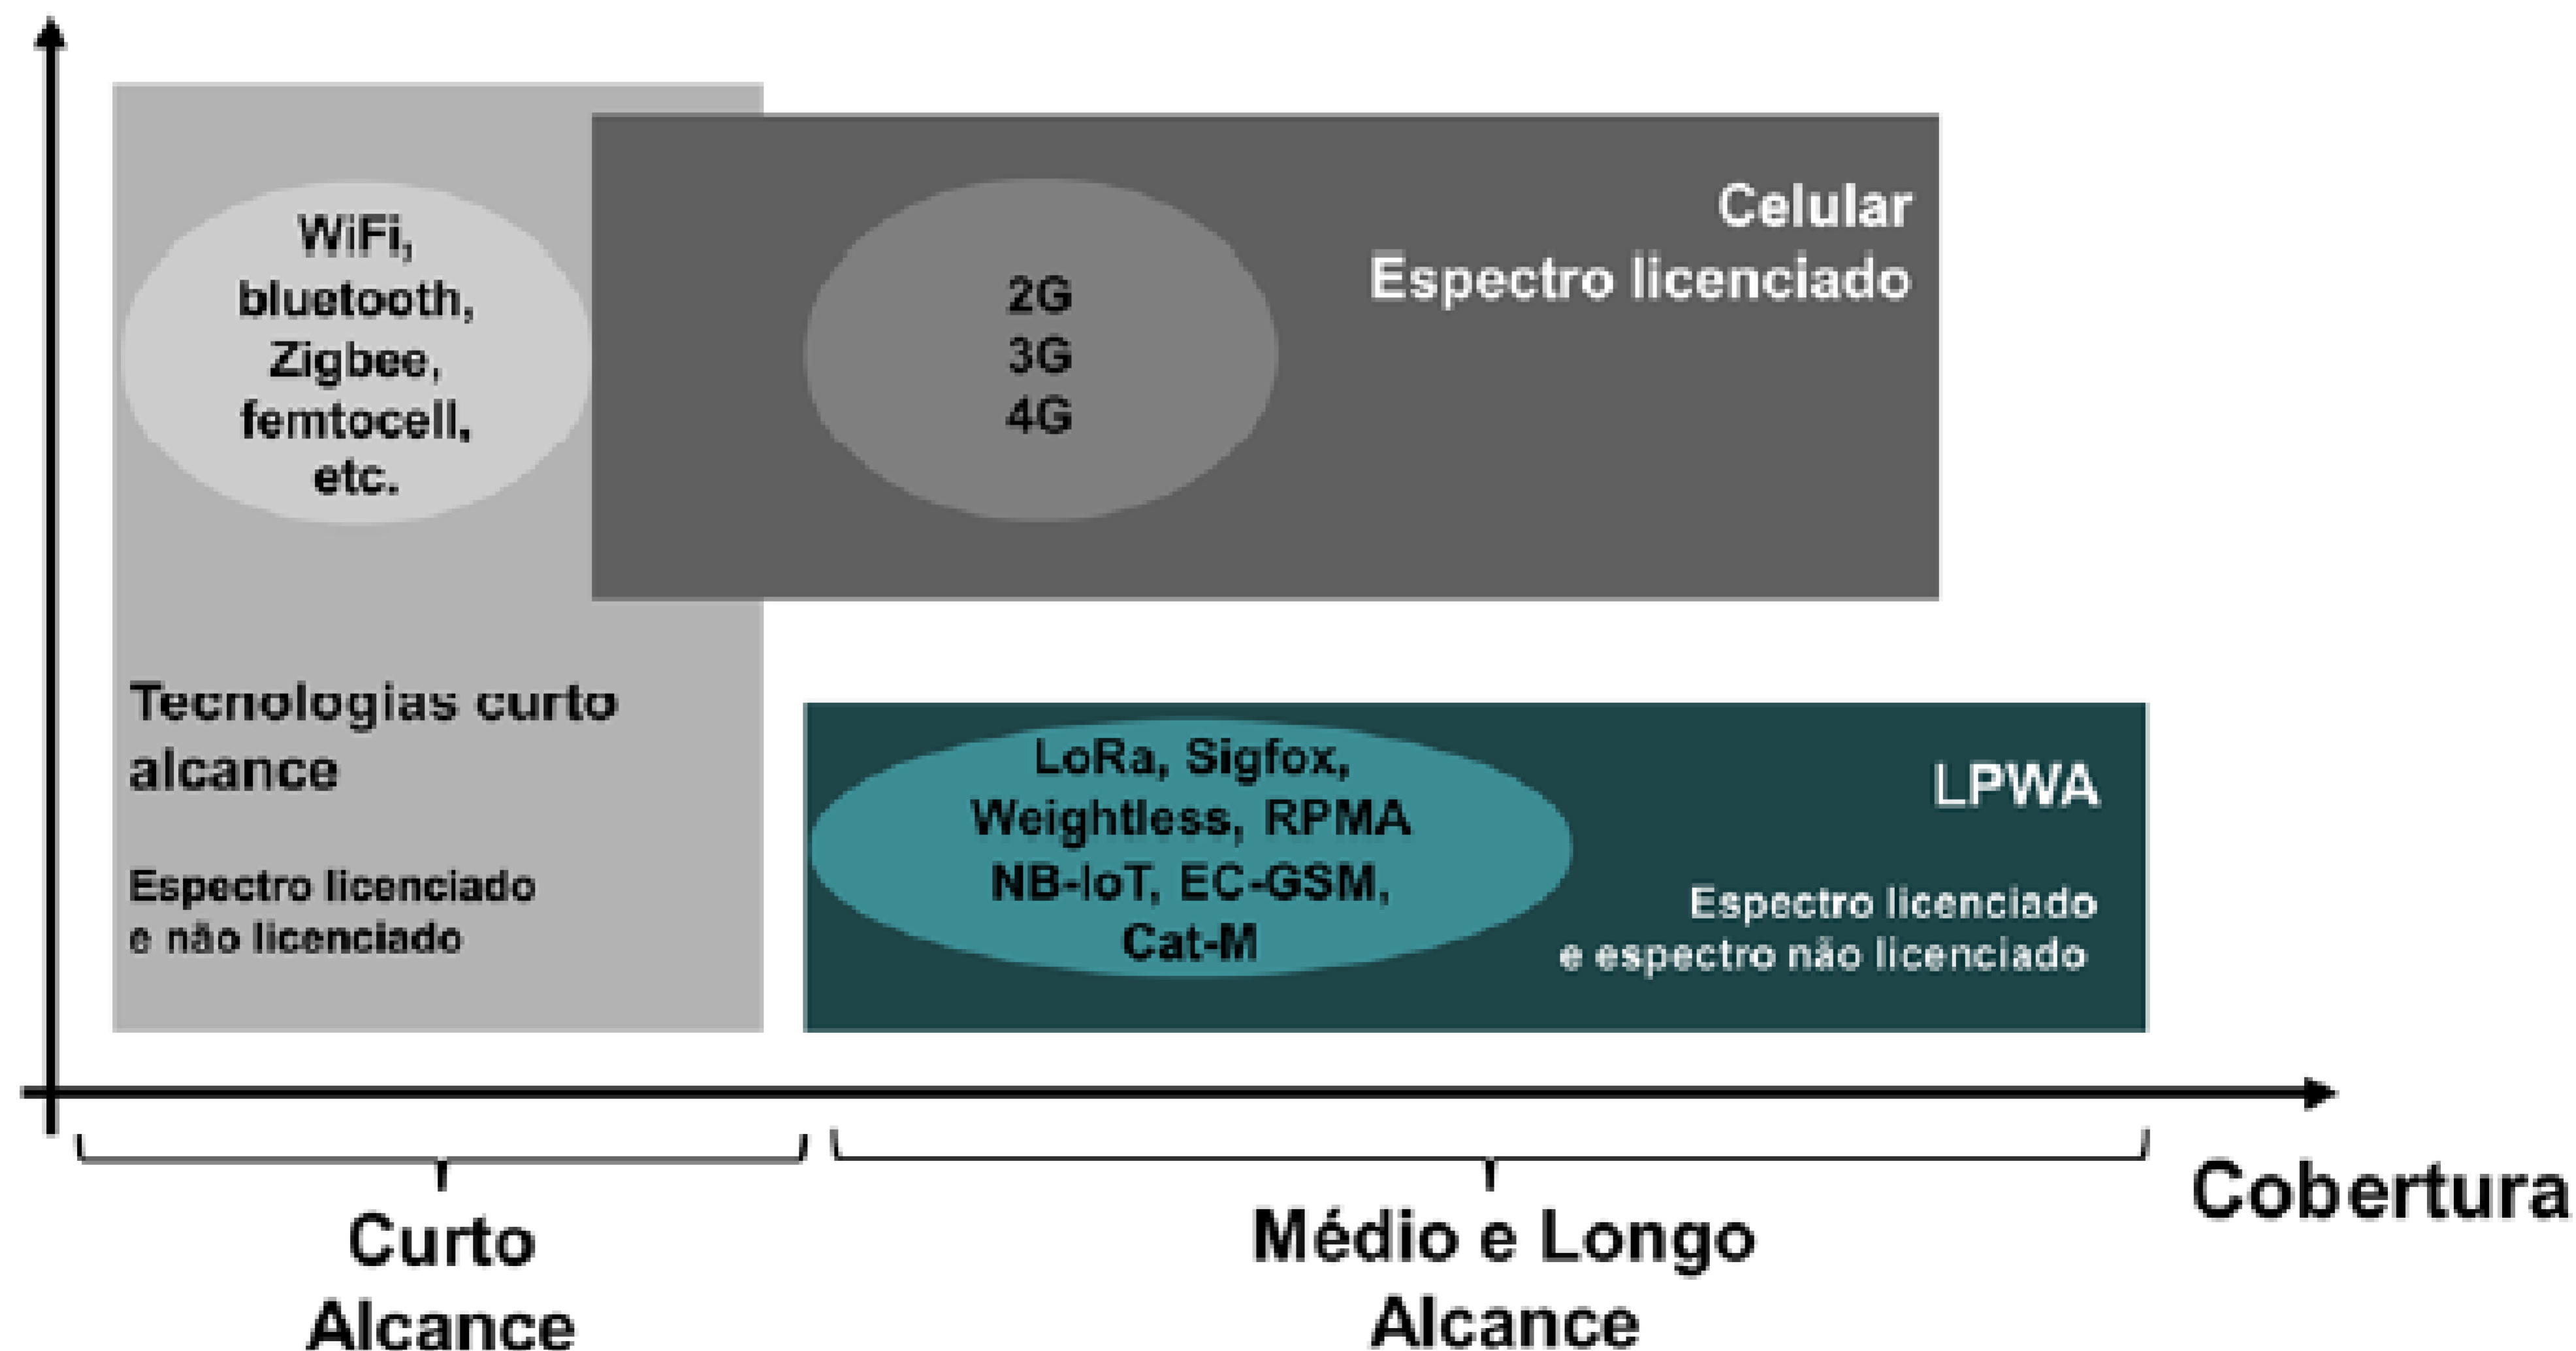 WiFi,
bluetooth,
Zigbee,
femtocell,
etc.
Tecnologias curto
alcance
Espectro licenciado
e não licenciado
2G
3G
4G
Celular
Espectro licenciado
LoRa, Sigfox,
Weightless, RPMA
NB-IoT, EC-GSM,
Cat-M
LPWA
Espectro licenciado
e espectro não licenciado
Curto
Alcance
Médio e Longo
Alcance
Cobertura